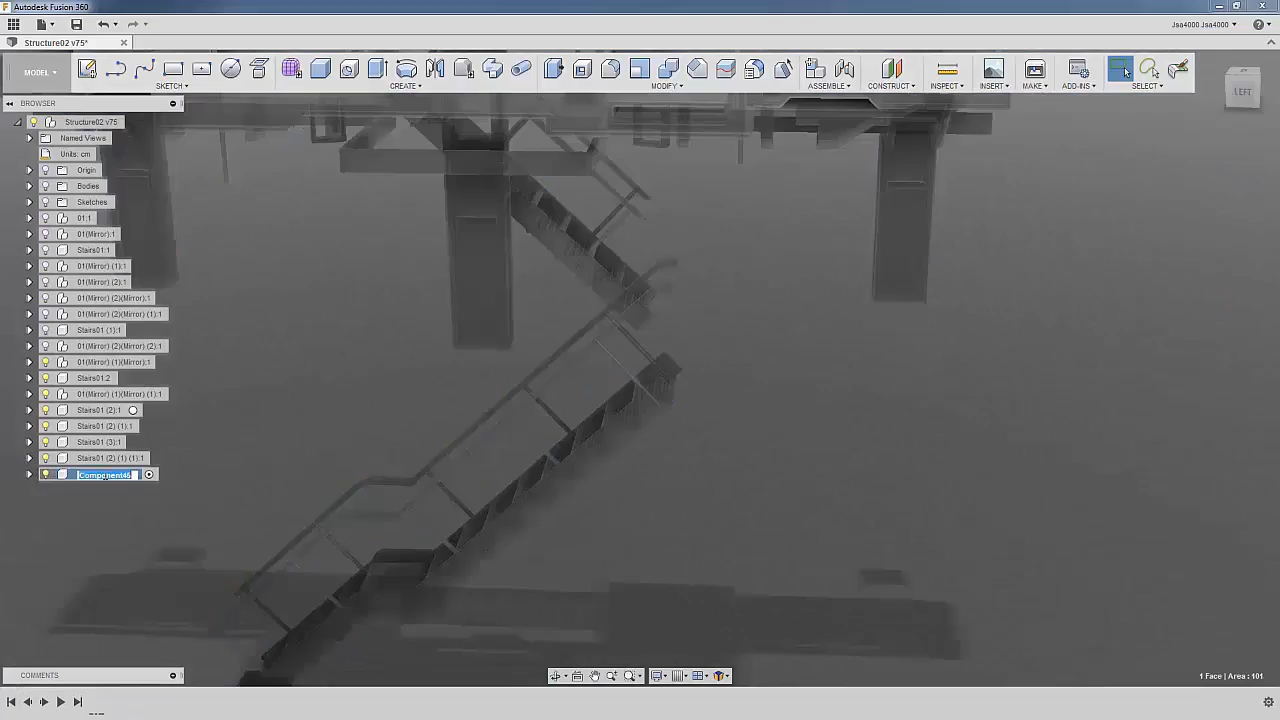 Autodesk Fusion 360
Jsa4000 Jsa4000
Structure02 v75*
MODEL
SKETCH
CREATE
MODIFY
ASSEMBLE
CONSTRUCT
INSPECT
INSERT
MAKE
ADD-INS
SELECT
LEFT
BROWSER
Structure02 v75
Named Views
Units: cm
Origin
Bodies
Sketches
01:1
01(Mirror):1
Stairs01:1
01(Mirror) (1):1
01(Mirror) (2):1
01(Mirror) (2)(Mirror):1
01(Mirror) (2)(Mirror) (1):1
Stairs01 (1):1
01(Mirror) (2)(Mirror) (2):1
01(Mirror) (1)(Mirror):1
Stairs01:2
01(Mirror) (1)(Mirror) (1):1
Stairs01 (2):1
Stairs01 (2) (1):1
Stairs01 (3):1
Stairs01 (2) (1) (1):1
COMMENTS
1 Face | Area : 101